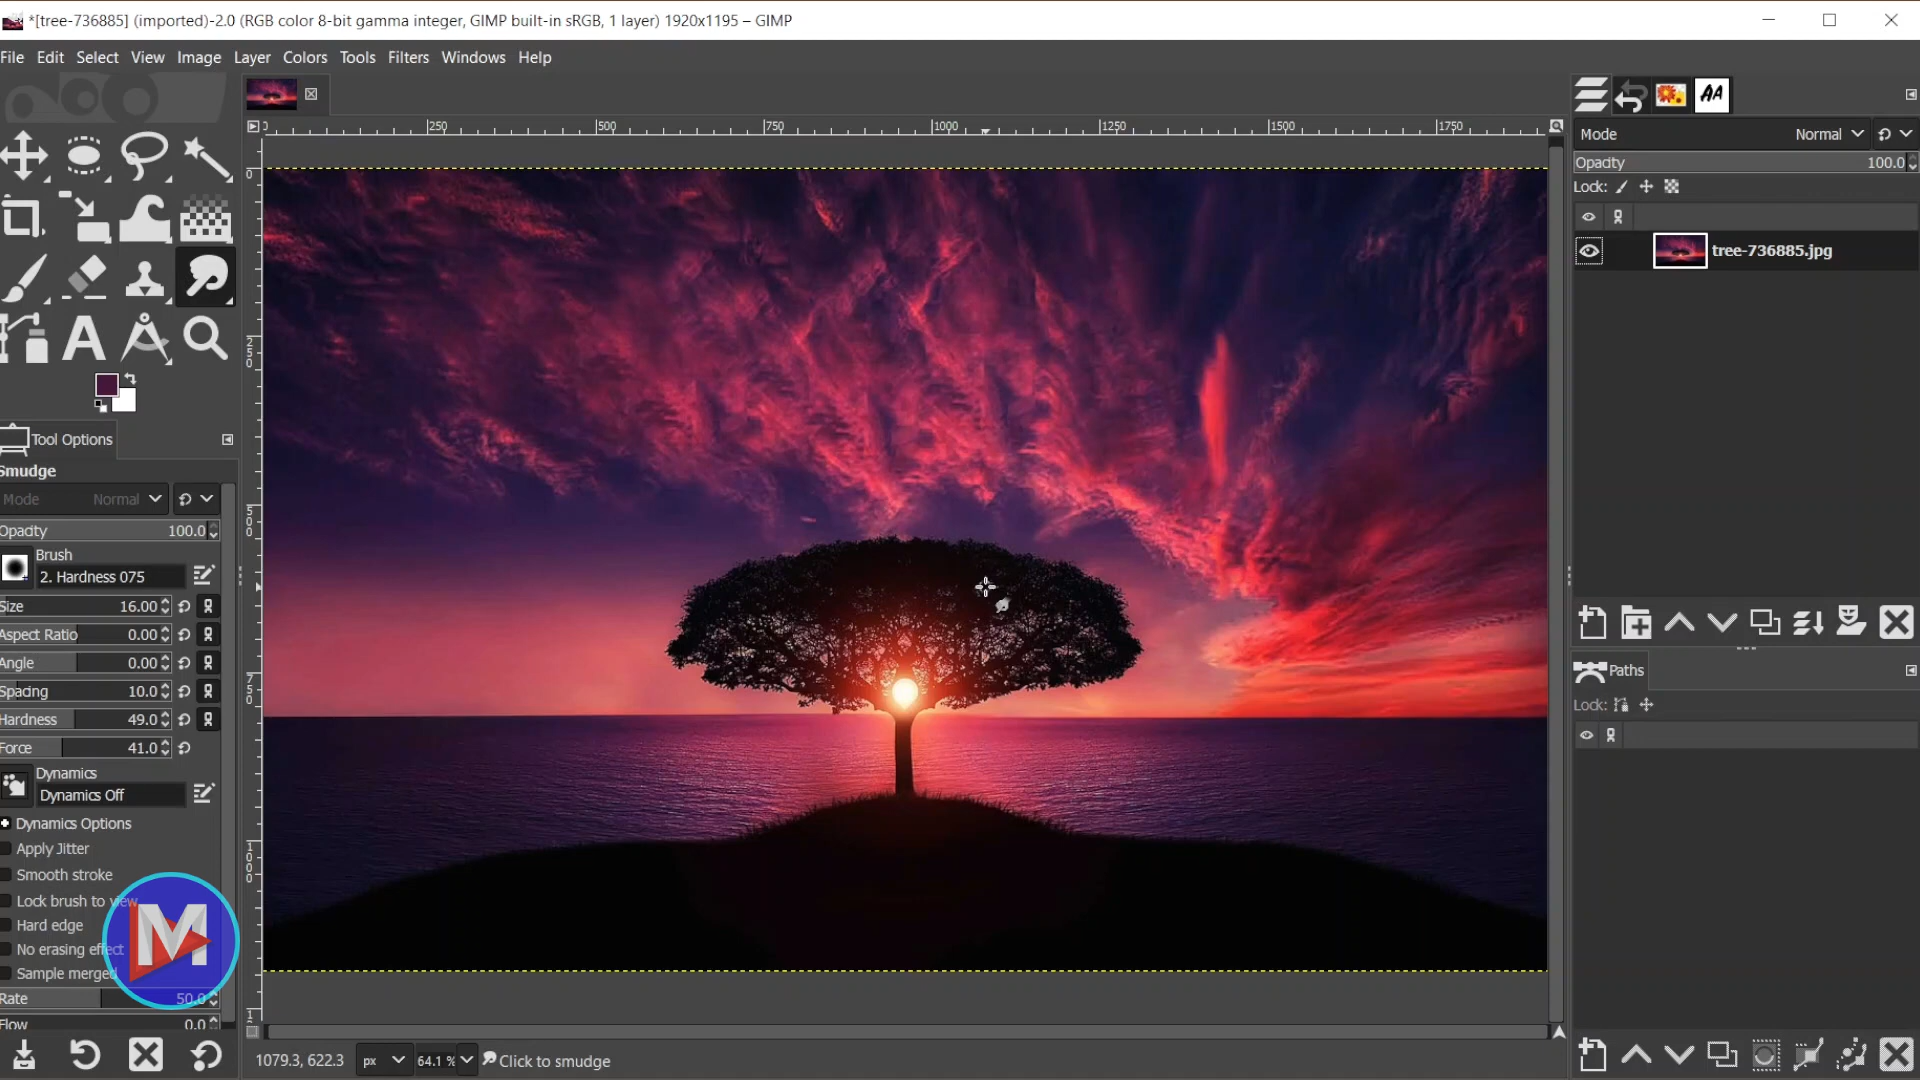 *[tree-736885] (imported)-2.0 (RGB color 8-bit gamma integer, GIMP built-in sRGB, 1 layer) 1920x1195 – GIMP
File Edit Select View Image Layer Colors Tools Filters Windows Help
0 250 500 750 1000 1250 1500 1750
Mode Normal
Opacity 100.0
Lock:
tree-736885.jpg
Tool Options
Smudge
Mode Normal
Opacity 100.0
Brush
2. Hardness 075
Size 16.00
Aspect Ratio 0.00
Angle 0.00
Spacing 10.0
Hardness 49.0
Force 41.0
Dynamics
Dynamics Off
Dynamics Options
Apply Jitter
Smooth stroke
Lock brush to view
Hard edge
No erasing effect
Sample merged
Rate 50.0
Flow 0.0
0
250
500
750
1000
Paths
Lock:
M
1079.3, 622.3 px 64.1 % Click to smudge